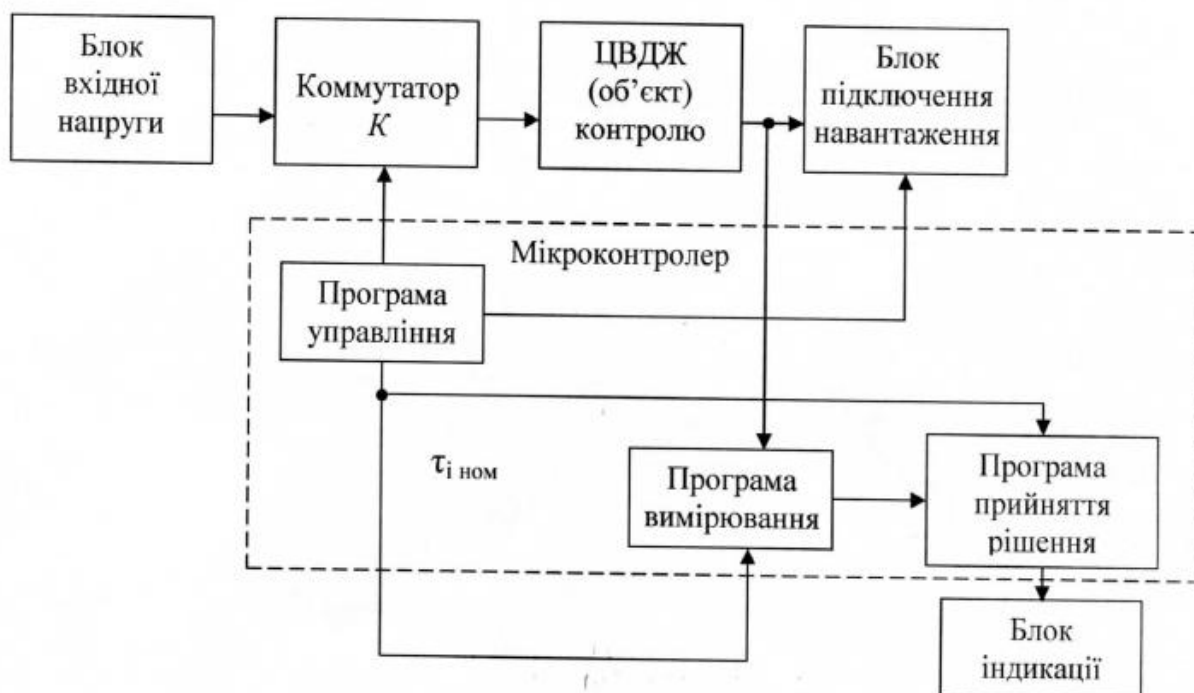 Блок
вхідної
напруги
Коммутатор
К
ЦВДЖ
(об’єкт)
контролю
Блок
підключення
навантаження
Мікроконтролер
Програма
управління
τі ном
Програма
вимірювання
Програма
прийняття
рішення
Блок
індикації